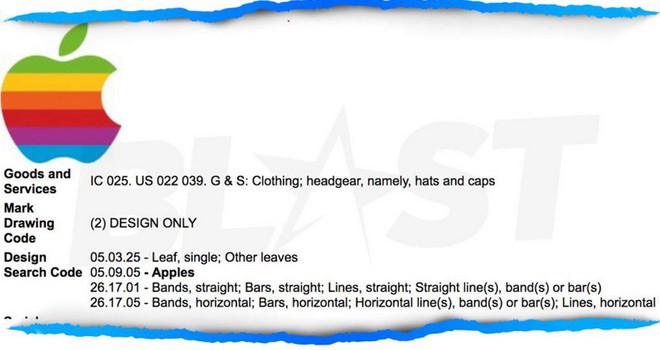 BLAST
Goods and Services IC 025. US 022 039. G & S: Clothing; headgear, namely, hats and caps
Mark Drawing Code (2) DESIGN ONLY
Design Search Code 05.03.25 - Leaf, single; Other leaves
05.09.05 - Apples
26.17.01 - Bands, straight; Bars, straight; Lines, straight; Straight line(s), band(s) or bar(s)
26.17.05 - Bands, horizontal; Bars, horizontal; Horizontal line(s), band(s) or bar(s); Lines, horizontal